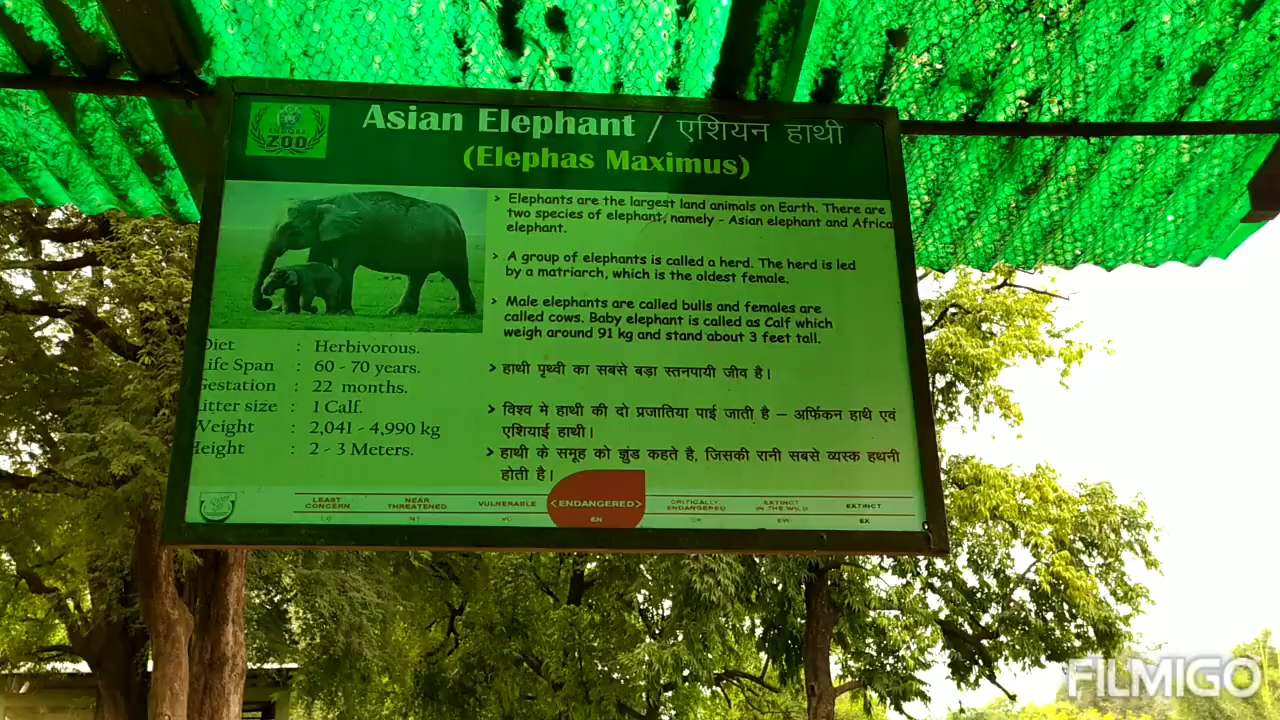 INDORE
ZOO
Asian Elephant / एशियन हाथी
(Elephas Maximus)
> Elephants are the largest land animals on Earth. There are
two species of elephant, namely - Asian elephant and Africa
elephant.
> A group of elephants is called a herd. The herd is led
by a matriarch, which is the oldest female.
> Male elephants are called bulls and females are
called cows. Baby elephant is called as Calf which
weigh around 91 kg and stand about 3 feet tall.
Diet : Herbivorous.
Life Span : 60 - 70 years.
Gestation : 22 months.
Litter size : 1 Calf.
Weight : 2,041 - 4,990 kg
Height : 2 - 3 Meters.
> हाथी पृथ्वी का सबसे बड़ा स्तनपायी जीव है।
> विश्व मे हाथी की दो प्रजातिया पाई जाती है – अर्फिकन हाथी एवं
एशियाई हाथी।
> हाथी के समूह को झुंड कहते है, जिसकी रानी सबसे व्यस्क हथनी
होती है।
LEAST CONCERN NEAR THREATENED VULNERABLE <ENDANGERED> CRITICALLY ENDANGERED EXTINCT IN THE WILD EXTINCT
LC NT VU EN CR EW EX
FILMIGO